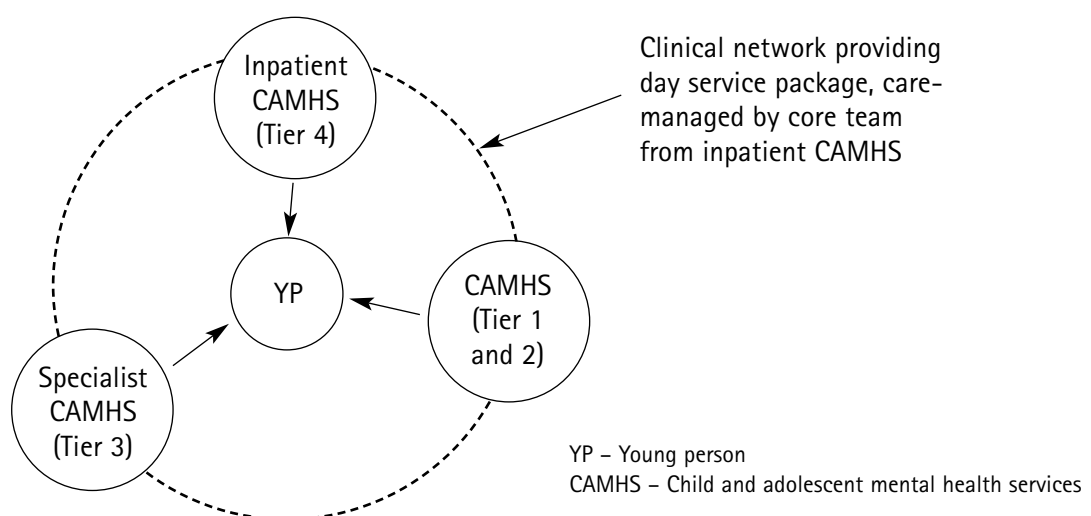 Inpatient
CAMHS
(Tier 4)
Clinical network providing
day service package, care-
managed by core team
from inpatient CAMHS
YP
CAMHS
(Tier 1
and 2)
Specialist
CAMHS
(Tier 3)
YP – Young person
CAMHS – Child and adolescent mental health services